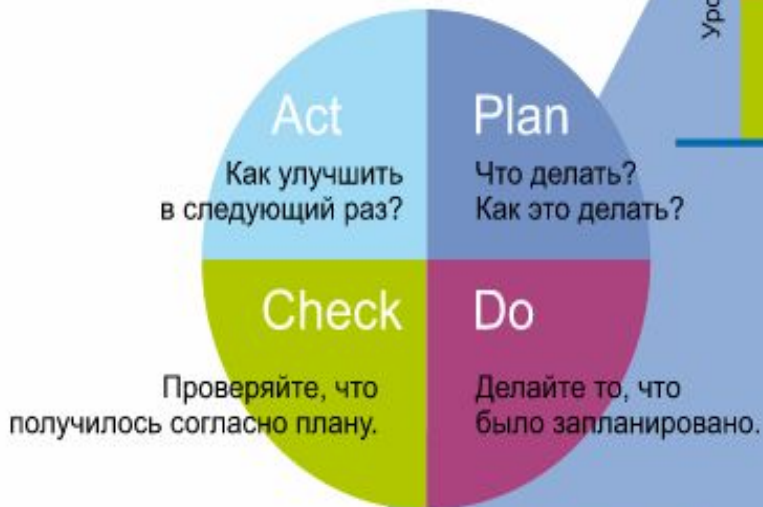 Act
Как улучшить
в следующий раз?
Plan
Что делать?
Как это делать?
Check
Проверяйте, что
получилось согласно плану.
Do
Делайте то, что
было запланировано.